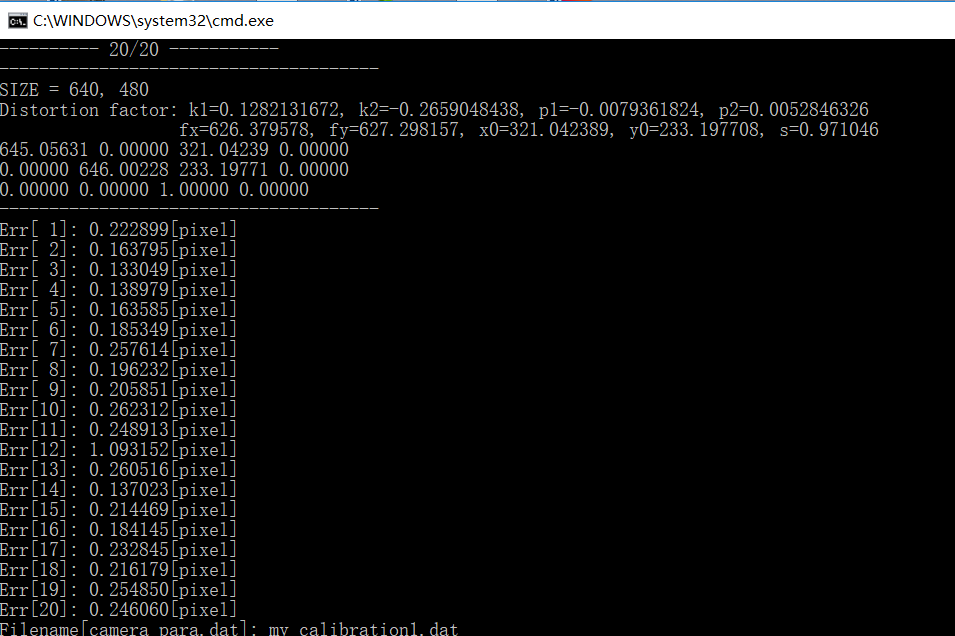 C:\WINDOWS\system32\cmd.exe
---------- 20/20 -----------
--------------------------------------
SIZE = 640, 480
Distortion factor: k1=0.1282131672, k2=-0.2659048438, p1=-0.0079361824, p2=0.0052846326
fx=626.379578, fy=627.298157, x0=321.042389, y0=233.197708, s=0.971046
645.05631 0.00000 321.04239 0.00000
0.00000 646.00228 233.19771 0.00000
0.00000 0.00000 1.00000 0.00000
--------------------------------------
Err[ 1]: 0.222899[pixel]
Err[ 2]: 0.163795[pixel]
Err[ 3]: 0.133049[pixel]
Err[ 4]: 0.138979[pixel]
Err[ 5]: 0.163585[pixel]
Err[ 6]: 0.185349[pixel]
Err[ 7]: 0.257614[pixel]
Err[ 8]: 0.196232[pixel]
Err[ 9]: 0.205851[pixel]
Err[10]: 0.262312[pixel]
Err[11]: 0.248913[pixel]
Err[12]: 1.093152[pixel]
Err[13]: 0.260516[pixel]
Err[14]: 0.137023[pixel]
Err[15]: 0.214469[pixel]
Err[16]: 0.184145[pixel]
Err[17]: 0.232845[pixel]
Err[18]: 0.216179[pixel]
Err[19]: 0.254850[pixel]
Err[20]: 0.246060[pixel]
Filename[camera_para.dat]: my_calibration1.dat